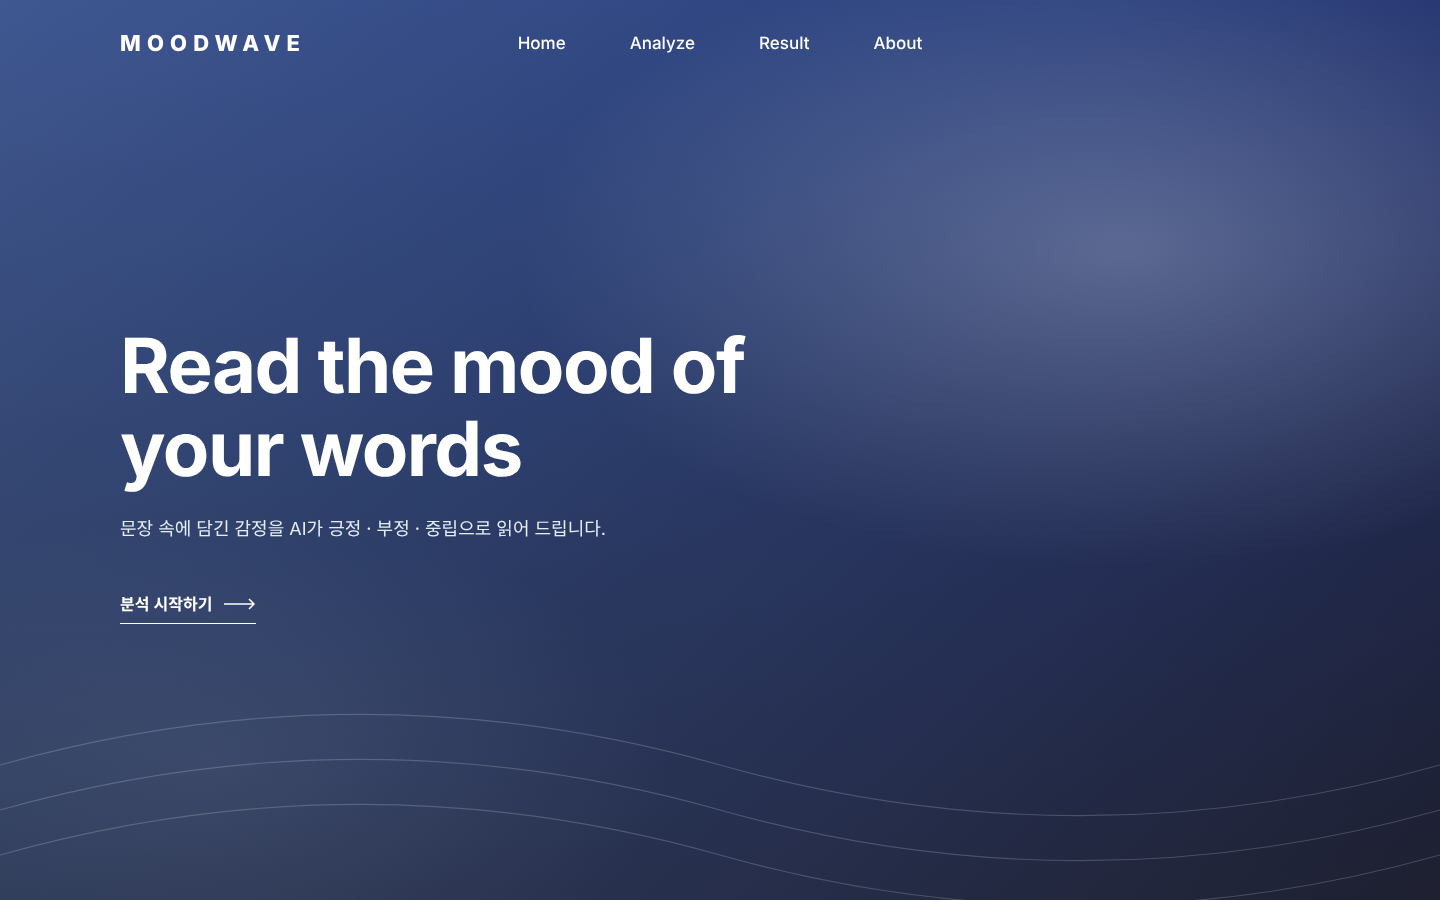 MOODWAVE
Home Analyze Result About
Read the mood of
your words
문장 속에 담긴 감정을 AI가 긍정 · 부정 · 중립으로 읽어 드립니다.
분석 시작하기